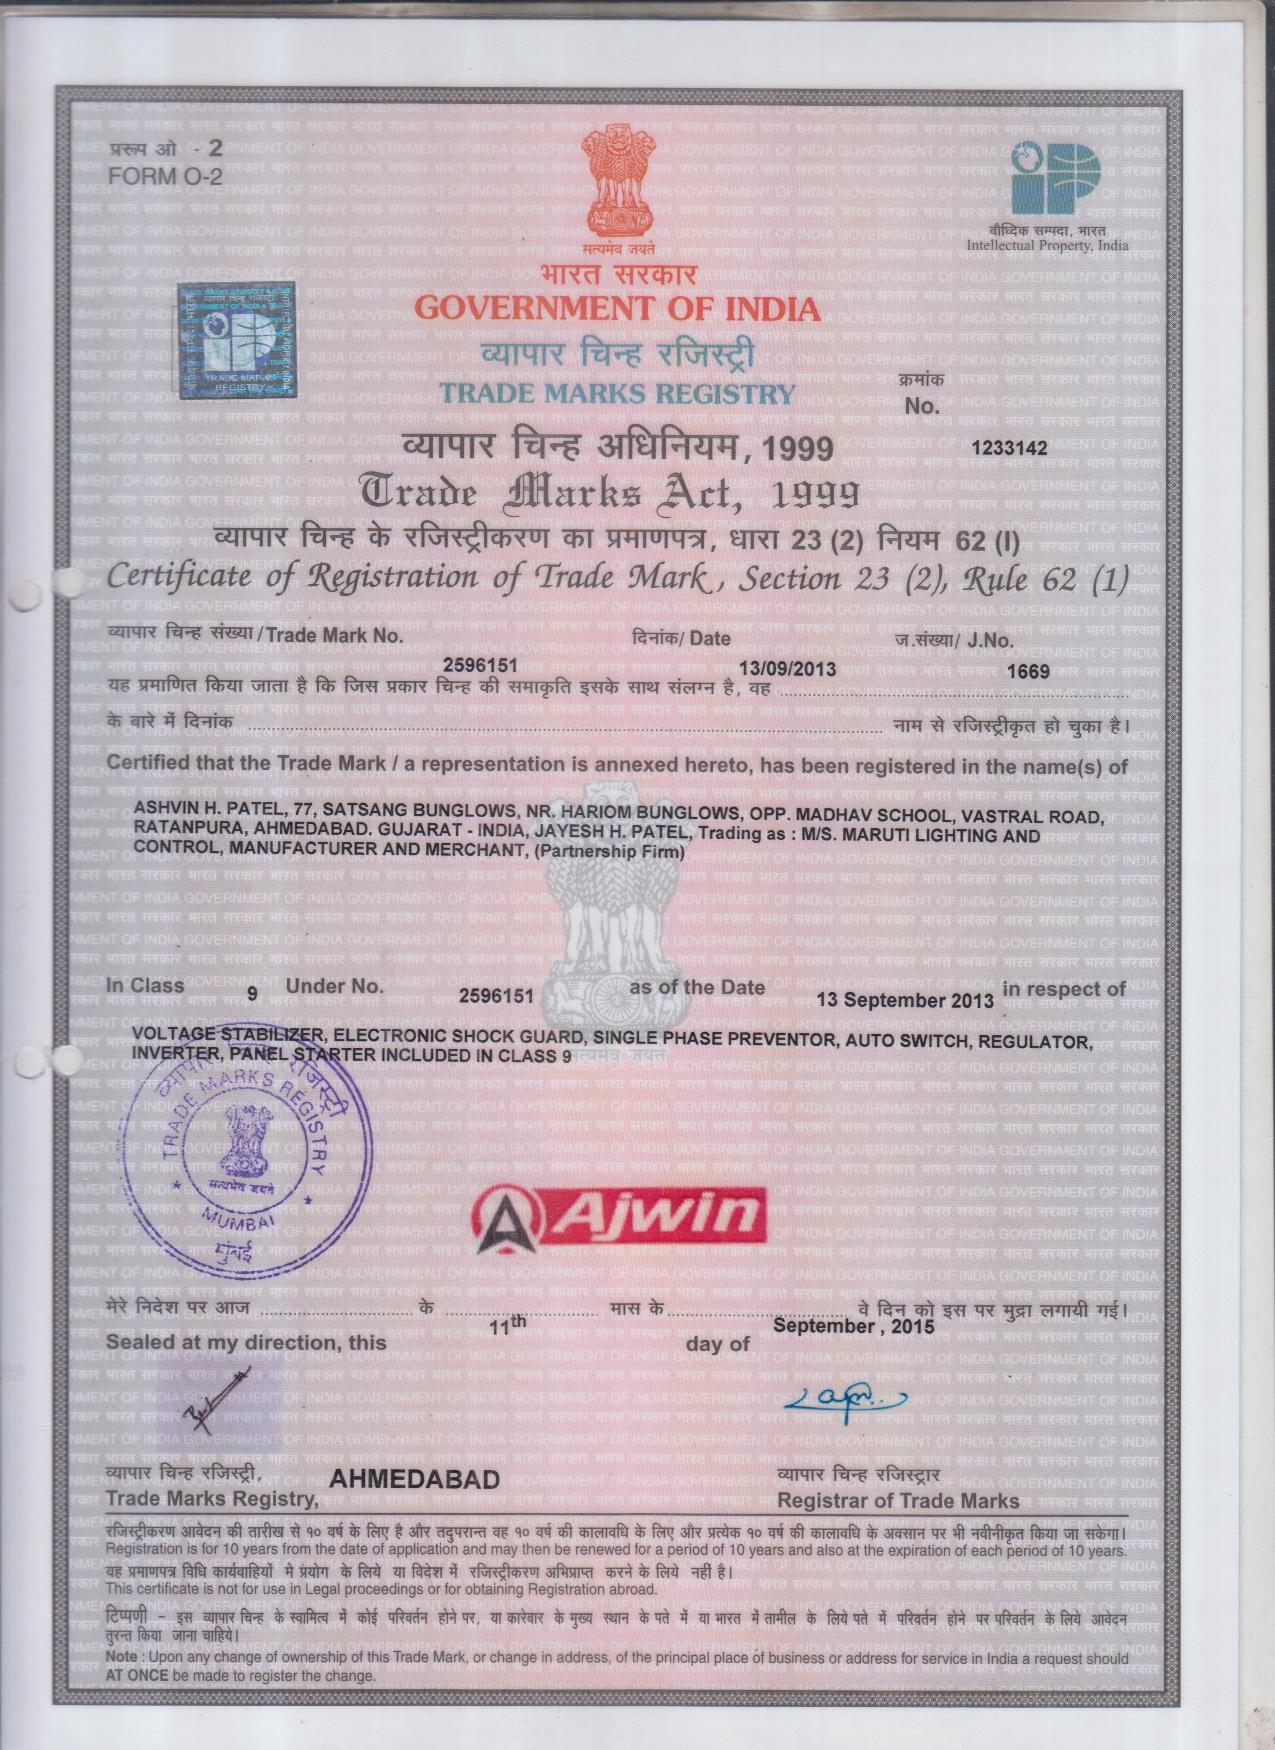 प्ररूप ओ - 2
FORM O-2
सत्यमेव जयते
बौध्दिक सम्पदा, भारत
Intellectual Property, India
भारत सरकार
GOVERNMENT OF INDIA
व्यापार चिन्ह रजिस्ट्री
TRADE MARKS REGISTRY
क्रमांक
No.
1233142
व्यापार चिन्ह अधिनियम, 1999
Trade Marks Act, 1999
व्यापार चिन्ह के रजिस्ट्रीकरण का प्रमाणपत्र, धारा 23 (2) नियम 62 (I)
Certificate of Registration of Trade Mark, Section 23 (2), Rule 62 (1)
व्यापार चिन्ह संख्या/Trade Mark No. दिनांक/ Date ज.संख्या/ J.No.
2596151 13/09/2013 1669
यह प्रमाणित किया जाता है कि जिस प्रकार चिन्ह की समाकृति इसके साथ संलग्न है, वह
के बारे में दिनांक नाम से रजिस्ट्रीकृत हो चुका है।
Certified that the Trade Mark / a representation is annexed hereto, has been registered in the name(s) of
ASHVIN H. PATEL, 77, SATSANG BUNGLOWS, NR. HARIOM BUNGLOWS, OPP. MADHAV SCHOOL, VASTRAL ROAD,
RATANPURA, AHMEDABAD. GUJARAT - INDIA, JAYESH H. PATEL, Trading as : M/S. MARUTI LIGHTING AND
CONTROL, MANUFACTURER AND MERCHANT, (Partnership Firm)
In Class 9 Under No. 2596151 as of the Date 13 September 2013 in respect of
VOLTAGE STABILIZER, ELECTRONIC SHOCK GUARD, SINGLE PHASE PREVENTOR, AUTO SWITCH, REGULATOR,
INVERTER, PANEL STARTER INCLUDED IN CLASS 9
सत्यमेव जयते
व्यापार चिन्ह रजिस्ट्री
TRADE MARKS REGISTRY
सत्यमेव जयते
MUMBAI
मुंबई
Ajwin
मेरे निदेश पर आज के मास के वे दिन को इस पर मुद्रा लगायी गई।
Sealed at my direction, this 11th day of September , 2015
व्यापार चिन्ह रजिस्ट्री, व्यापार चिन्ह रजिस्ट्रार
Trade Marks Registry, AHMEDABAD Registrar of Trade Marks
रजिस्ट्रीकरण आवेदन की तारीख से १० वर्ष के लिए है और तदुपरान्त वह १० वर्ष की कालावधि के लिए और प्रत्येक १० वर्ष की कालावधि के अवसान पर भी नवीनीकृत किया जा सकेगा।
Registration is for 10 years from the date of application and may then be renewed for a period of 10 years and also at the expiration of each period of 10 years.
यह प्रमाणपत्र विधि कार्यवाहियों मे प्रयोग के लिये या विदेश में रजिस्ट्रीकरण अभिप्राप्त करने के लिये नहीं है।
This certificate is not for use in Legal proceedings or for obtaining Registration abroad.
टिप्पणी - इस व्यापार चिन्ह के स्वामित्व में कोई परिवर्तन होने पर, या कारेबार के मुख्य स्थान के पते में या भारत में तामील के लिये पते में परिवर्तन होने पर परिवर्तन के लिये आवेदन
तुरन्त किया जाना चाहिये।
Note : Upon any change of ownership of this Trade Mark, or change in address, of the principal place of business or address for service in India a request should
AT ONCE be made to register the change.